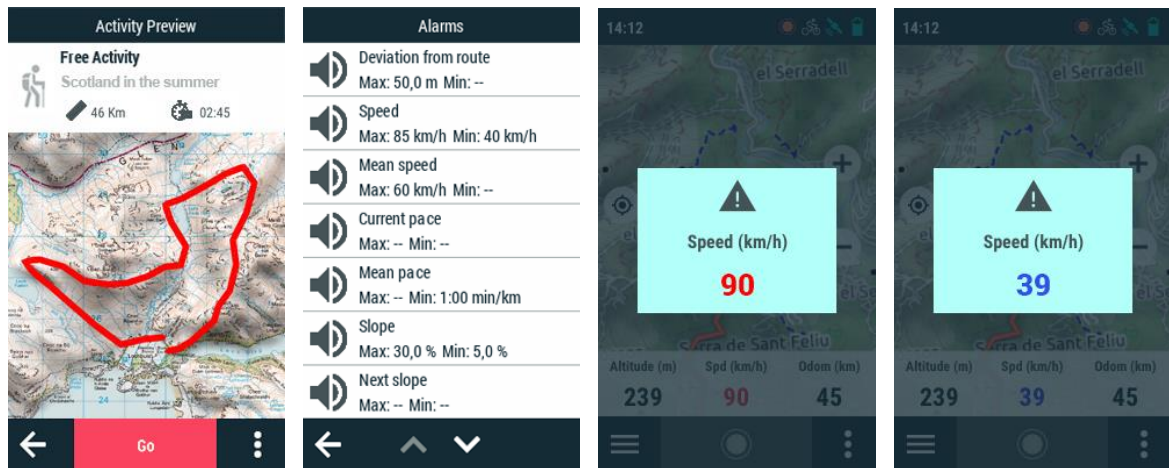 Activity Preview
Free Activity
Scotland in the summer
46 Km 02:45
Go
Alarms
Deviation from route
Max: 50,0 m Min: --
Speed
Max: 85 km/h Min: 40 km/h
Mean speed
Max: 60 km/h Min: --
Current pace
Max: -- Min: --
Mean pace
Max: -- Min: 1:00 min/km
Slope
Max: 30,0 % Min: 5,0 %
Next slope
Max: -- Min: --
14:12
el Serradell
Speed (km/h)
90
Serra de Sant Feliu
Altitude (m) Spd (km/h) Odom (km)
239 90 45
14:12
el Serradell
Speed (km/h)
39
Serra de Sant Feliu
Altitude (m) Spd (km/h) Odom (km)
239 39 45